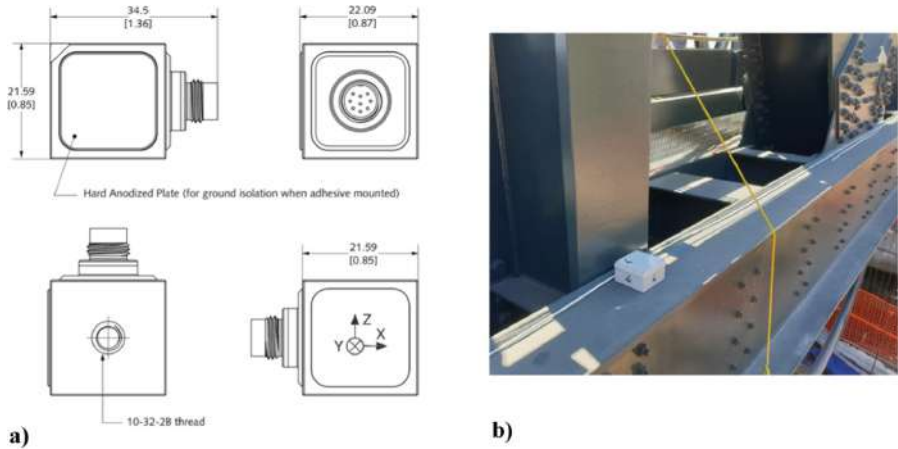 34.5
[1.36]
22.09
[0.87]
21.59
[0.85]
Hard Anodized Plate (for ground isolation when adhesive mounted)
21.59
[0.85]
Z
X
Y
10-32-2B thread
a)
b)